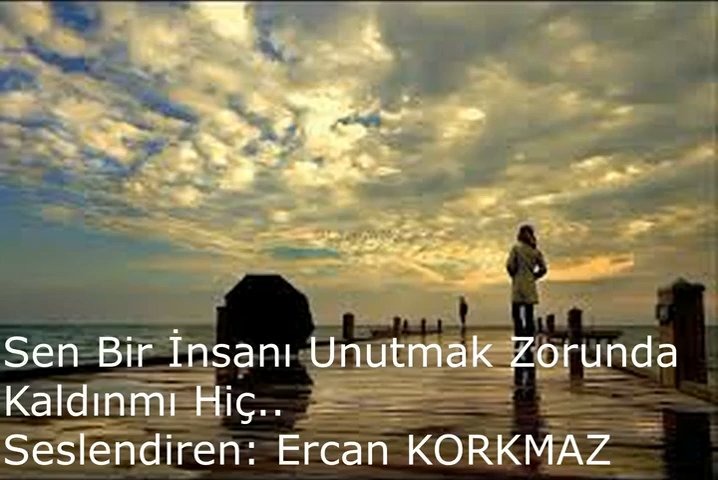 Sen Bir İnsanı Unutmak Zorunda
Kaldınmı Hiç..
Seslendiren: Ercan KORKMAZ